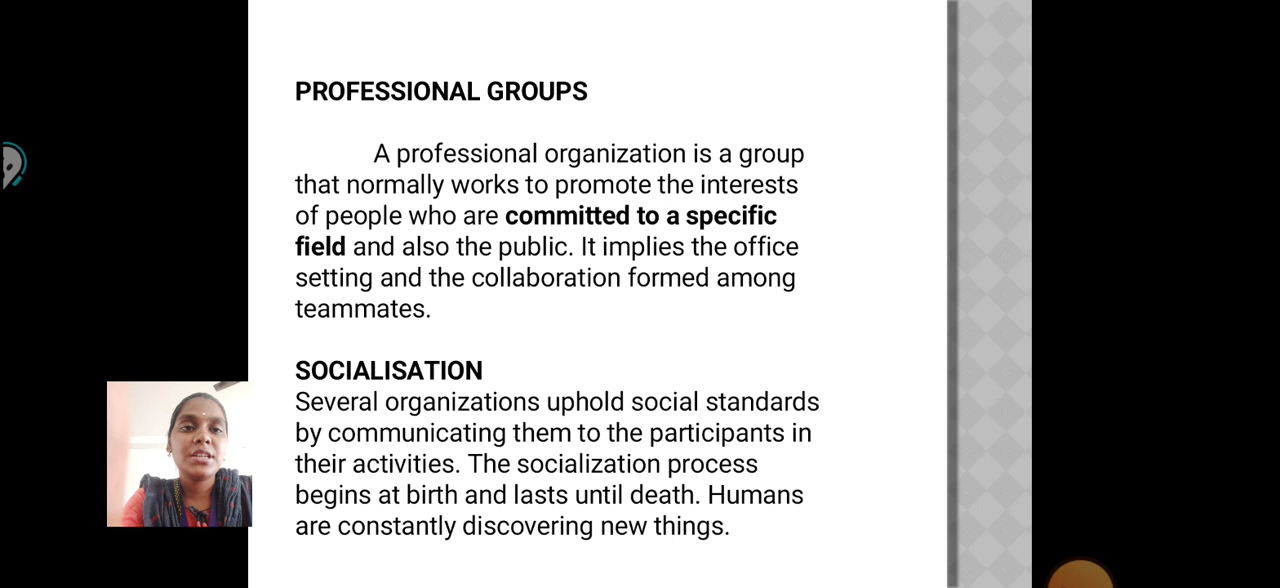 PROFESSIONAL GROUPS
A professional organization is a group
that normally works to promote the interests
of people who are committed to a specific
field and also the public. It implies the office
setting and the collaboration formed among
teammates.
SOCIALISATION
Several organizations uphold social standards
by communicating them to the participants in
their activities. The socialization process
begins at birth and lasts until death. Humans
are constantly discovering new things.